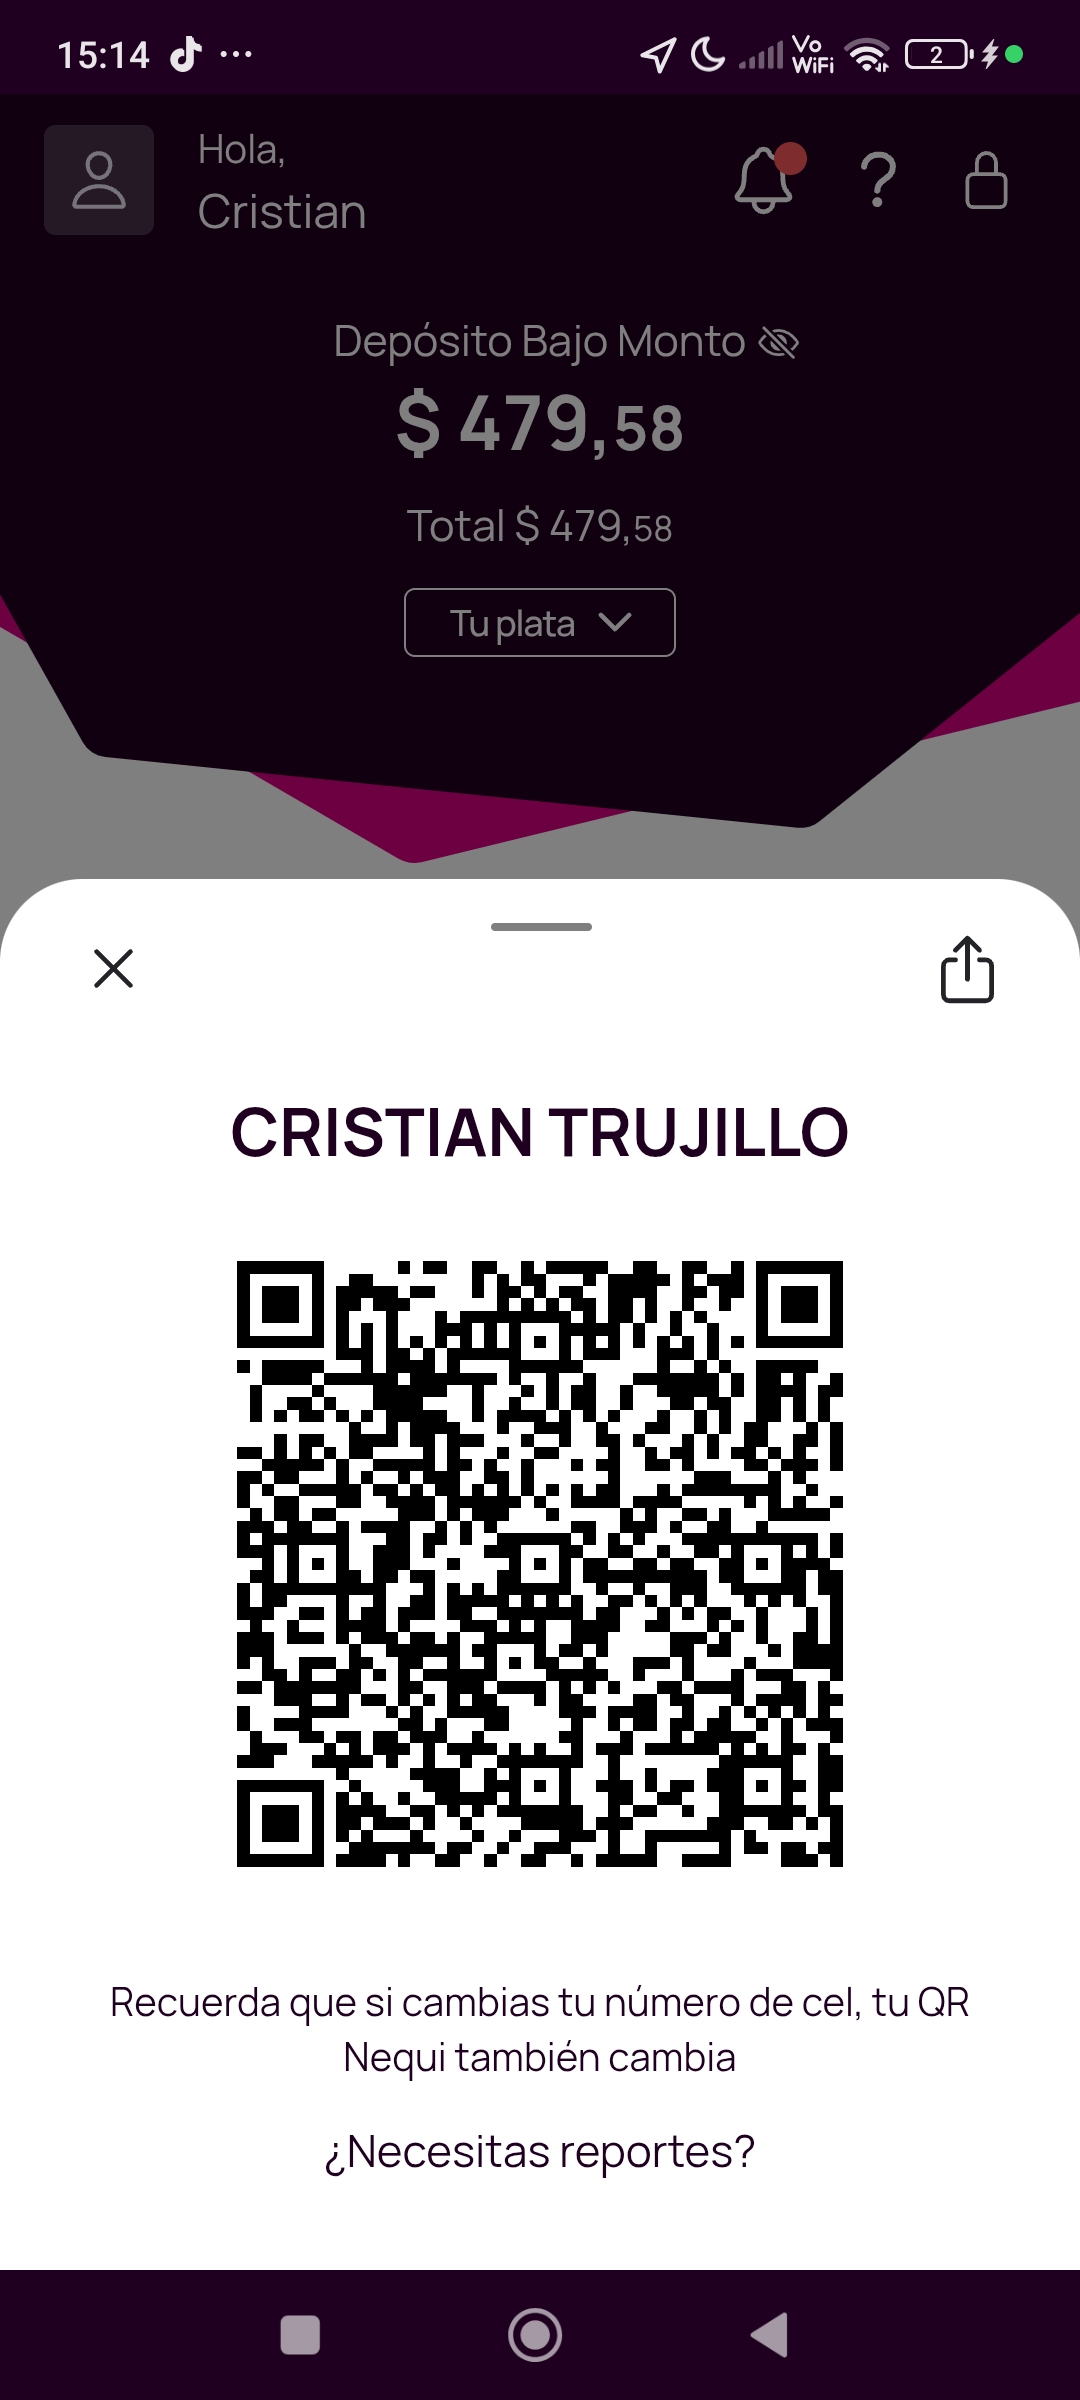 15:14
Vo
WiFi
2
Hola,
Cristian
Depósito Bajo Monto
$ 479,58
Total $ 479,58
Tu plata
CRISTIAN TRUJILLO
Recuerda que si cambias tu número de cel, tu QR
Nequi también cambia
¿Necesitas reportes?